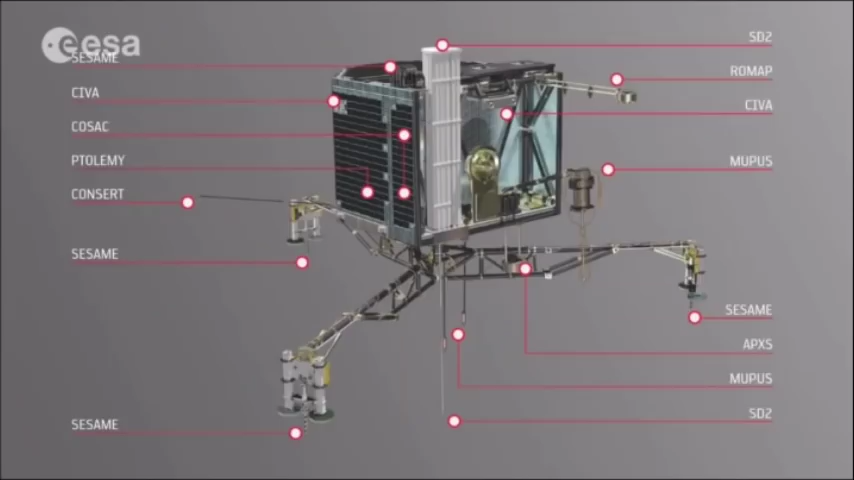 esa
SESAME
CIVA
COSAC
PTOLEMY
CONSERT
SESAME
SESAME
SD2
ROMAP
CIVA
MUPUS
SESAME
APXS
MUPUS
SD2